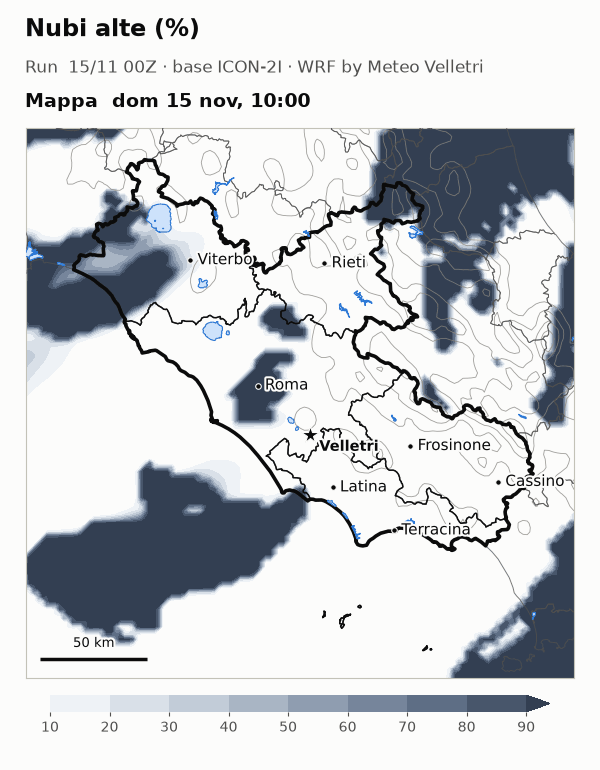 Nubi alte (%)
Run 15/11 00Z · base ICON-2I · WRF by Meteo Velletri
Mappa dom 15 nov, 10:00
Viterbo
Rieti
Roma
Velletri
Frosinone
Latina
Cassino
Terracina
50 km
10 20 30 40 50 60 70 80 90